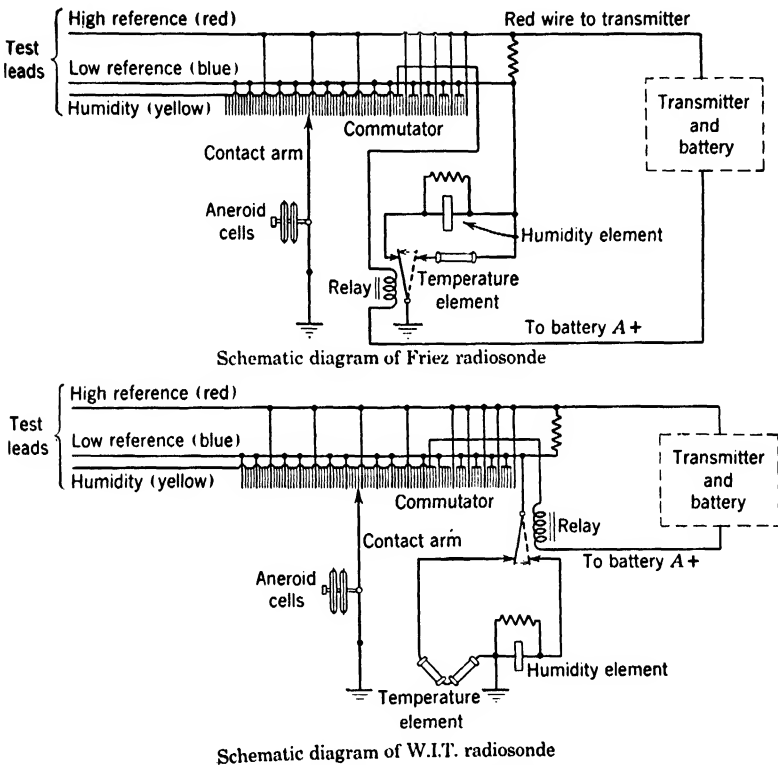 High reference (red)
Red wire to transmitter
Test
leads
Low reference (blue)
Humidity (yellow)
Commutator
Transmitter
and
battery
Contact arm
Aneroid
cells
Humidity element
Temperature
element
Relay
To battery A+
Schematic diagram of Friez radiosonde
High reference (red)
Test
leads
Low reference (blue)
Humidity (yellow)
Commutator
Transmitter
and
battery
Contact arm
Relay
To battery A+
Aneroid
cells
Humidity element
Temperature
element
Schematic diagram of W.I.T. radiosonde